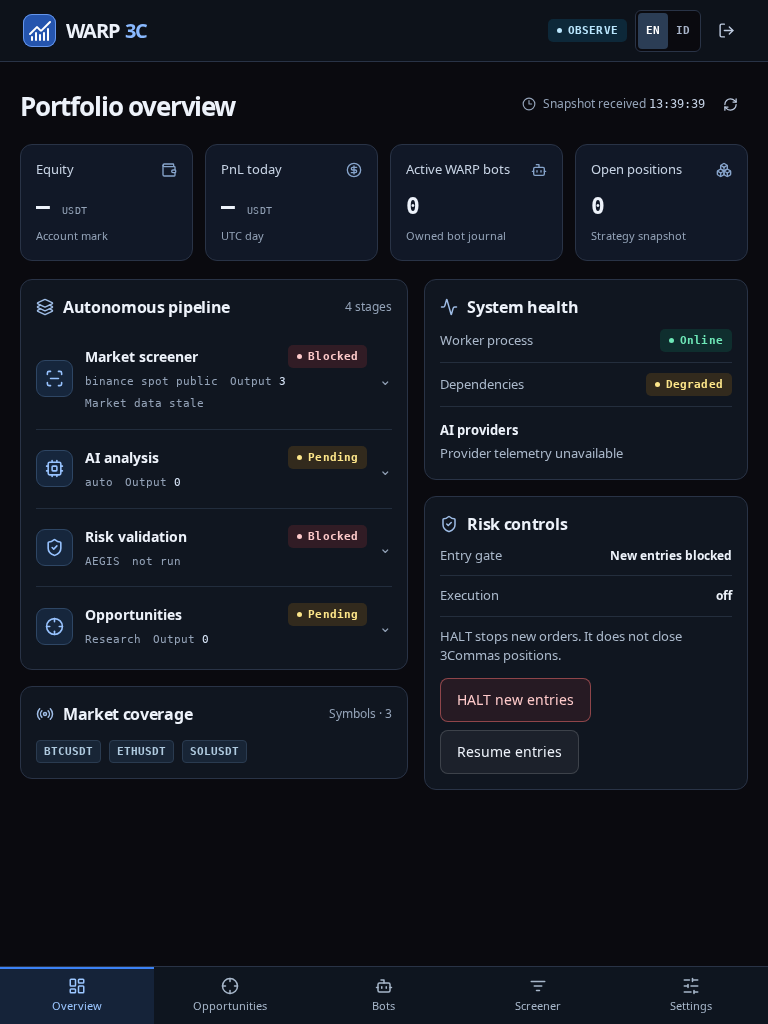 WARP 3C
OBSERVE
EN
ID
Portfolio overview
Snapshot received 13:39:39
Equity
— USDT
Account mark
PnL today
— USDT
UTC day
Active WARP bots
0
Owned bot journal
Open positions
0
Strategy snapshot
Autonomous pipeline
4 stages
Market screener
Blocked
binance spot public Output 3
Market data stale
AI analysis
Pending
auto Output 0
Risk validation
Blocked
AEGIS not run
Opportunities
Pending
Research Output 0
Market coverage
Symbols · 3
BTCUSDT
ETHUSDT
SOLUSDT
System health
Worker process
Online
Dependencies
Degraded
AI providers
Provider telemetry unavailable
Risk controls
Entry gate
New entries blocked
Execution
off
HALT stops new orders. It does not close
3Commas positions.
HALT new entries
Resume entries
Overview
Opportunities
Bots
Screener
Settings